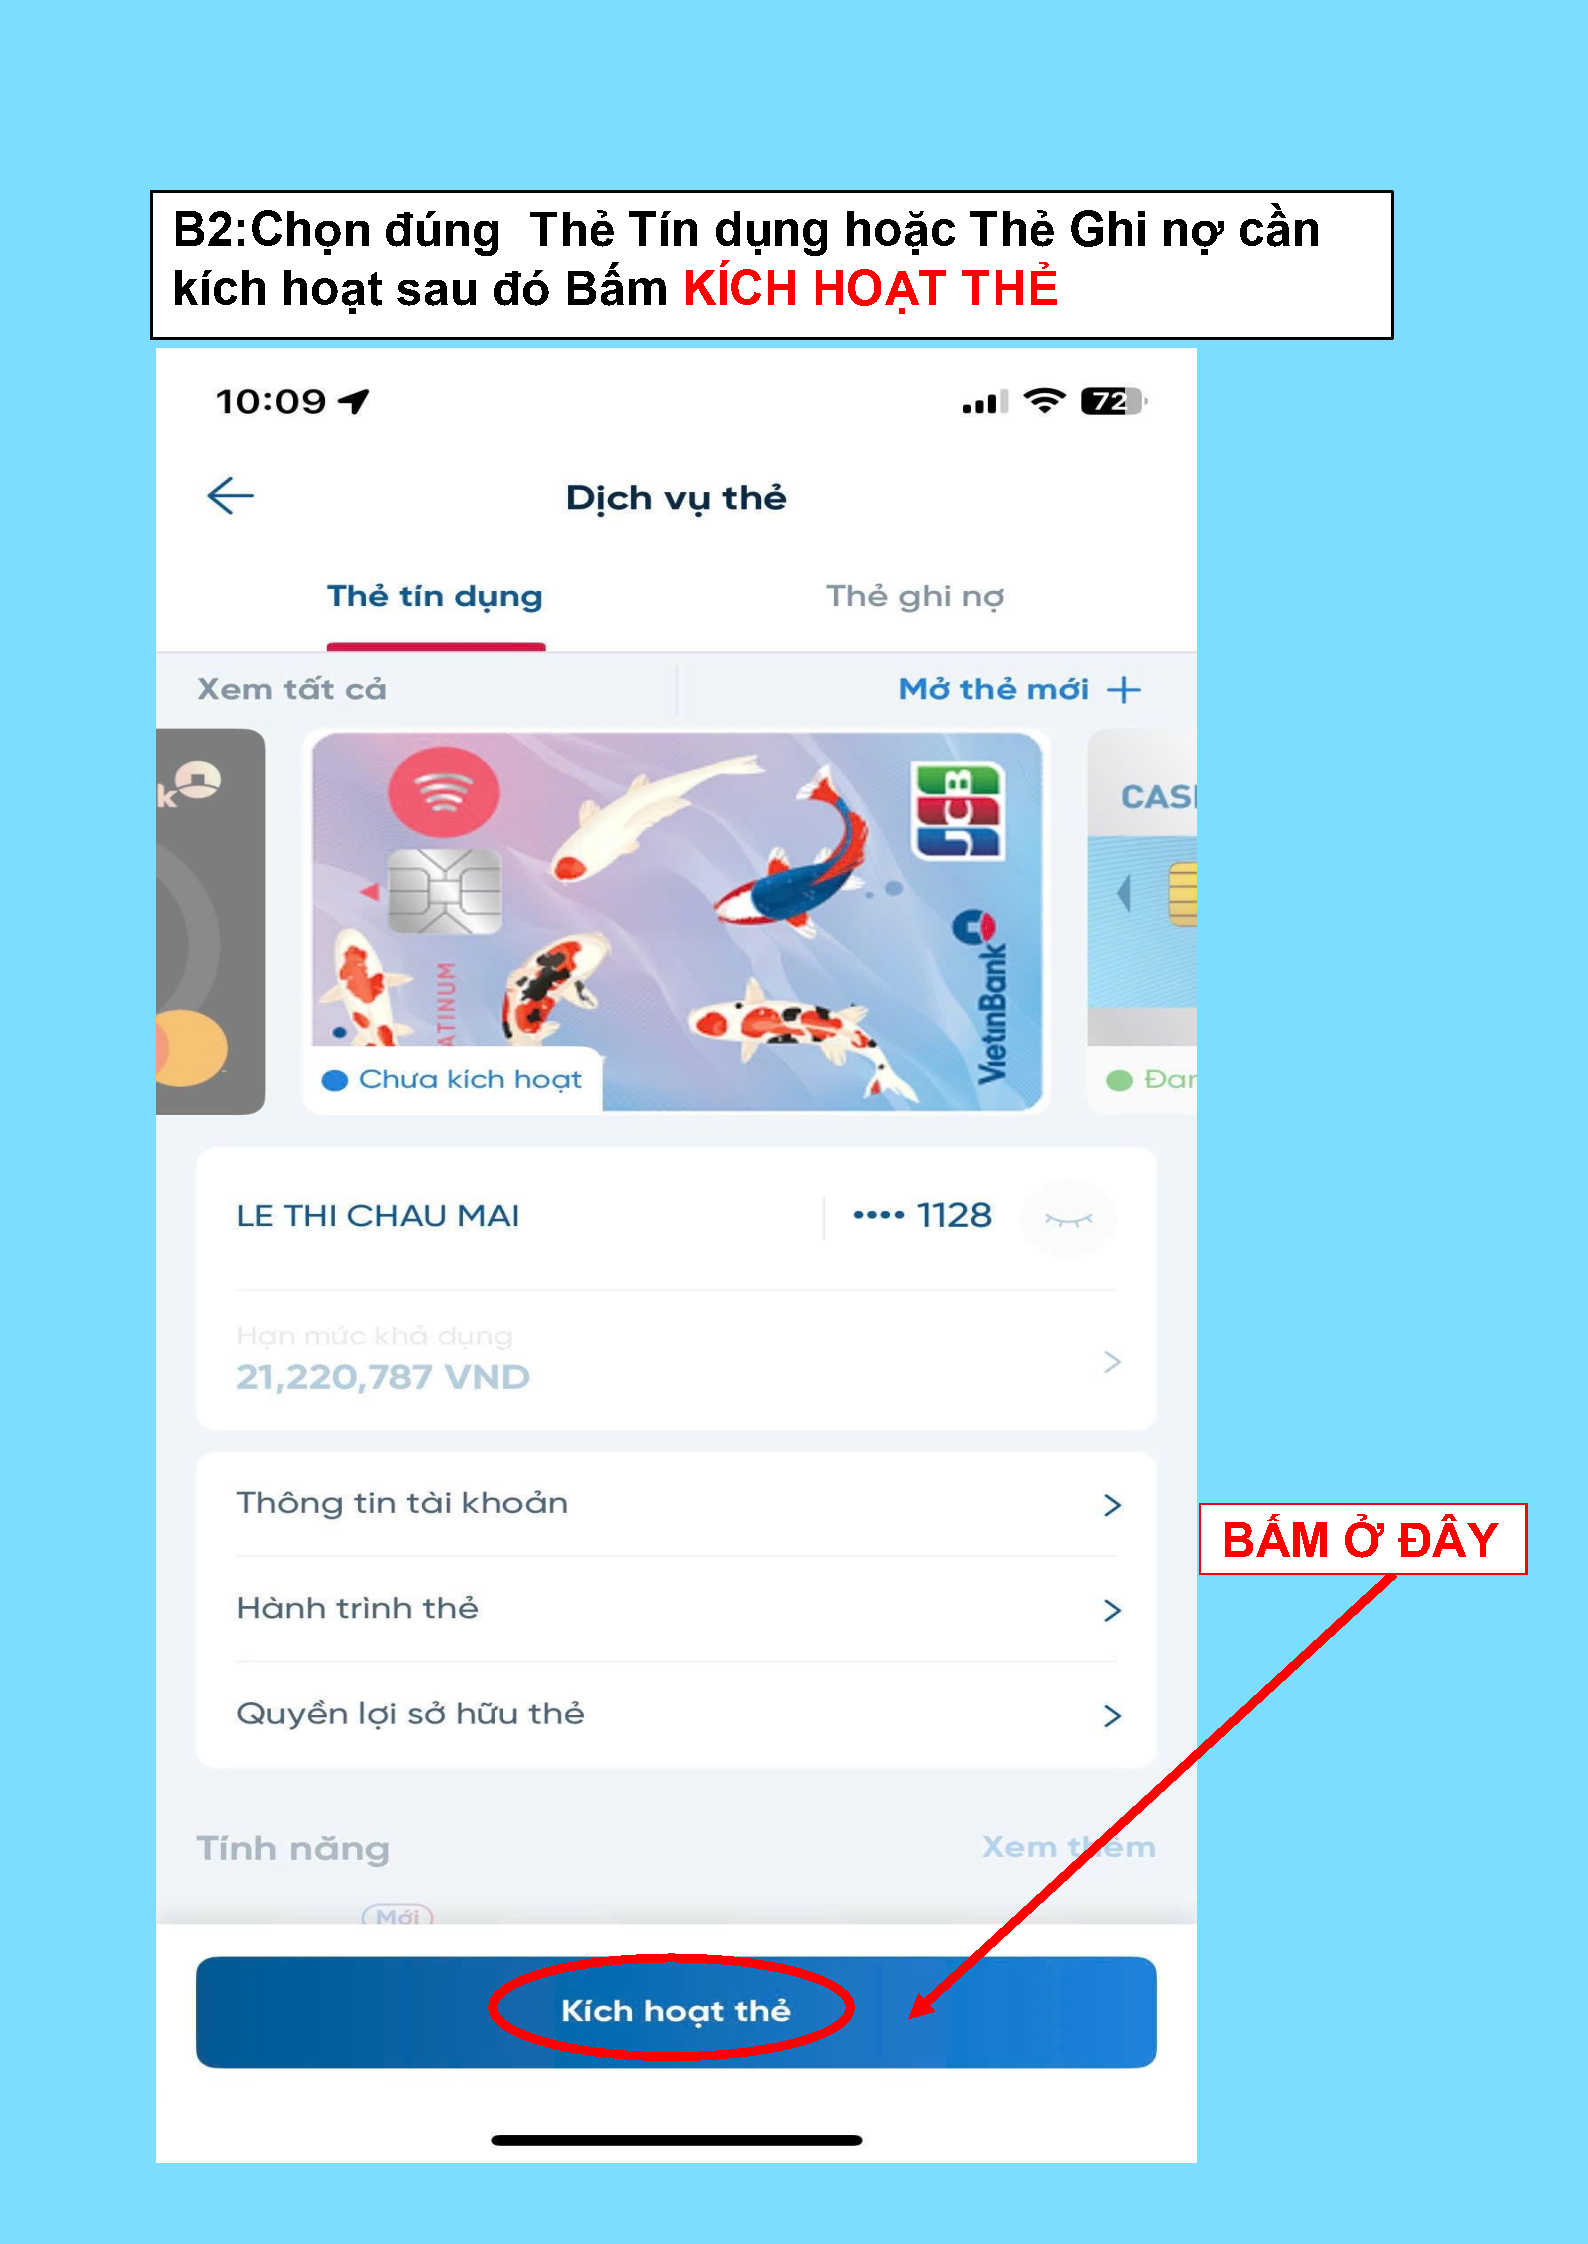 B2:Chọn đúng  Thẻ Tín dụng hoặc Thẻ Ghi nợ cần
kích hoạt sau đó Bấm KÍCH HOẠT THẺ
10:09
72
Dịch vụ thẻ
Thẻ tín dụng
Thẻ ghi nợ
Xem tất cả
Mở thẻ mới +
k
JCB
VietinBank
ATINUM
CAS
Chưa kích hoạt
Đan
LE THI CHAU MAI
•••• 1128
Hạn mức khả dụng
21,220,787 VND
Thông tin tài khoản
Hành trình thẻ
Quyền lợi sở hữu thẻ
BẤM Ở ĐÂY
Tính năng
Xem thêm
Mới
Kích hoạt thẻ